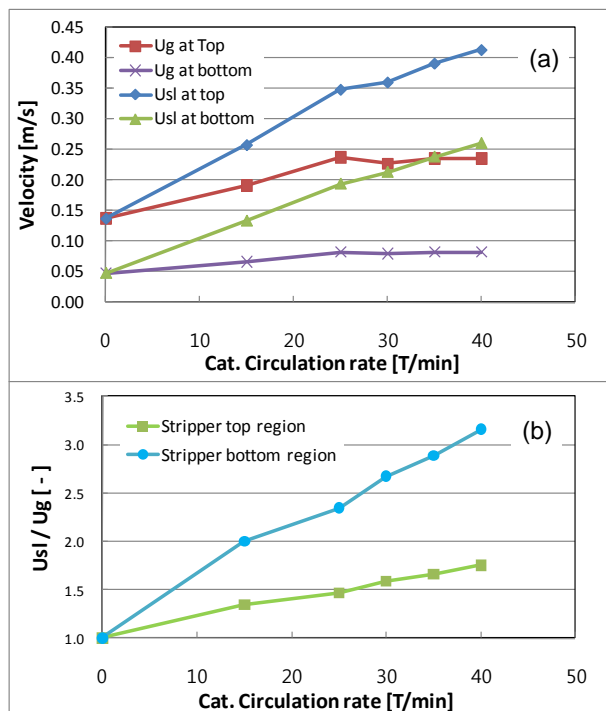 0.45
0.40
0.35
0.30
0.25
0.20
0.15
0.10
0.05
0.00
Velocity [m/s]
Ug at Top
Ug at bottom
Usl at top
Usl at bottom
(a)
0 10 20 30 40 50
Cat. Circulation rate [T/min]
3.5
3.0
2.5
2.0
1.5
1.0
Usl / Ug [ - ]
Stripper top region
Stripper bottom region
(b)
0 10 20 30 40 50
Cat. Circulation rate [T/min]